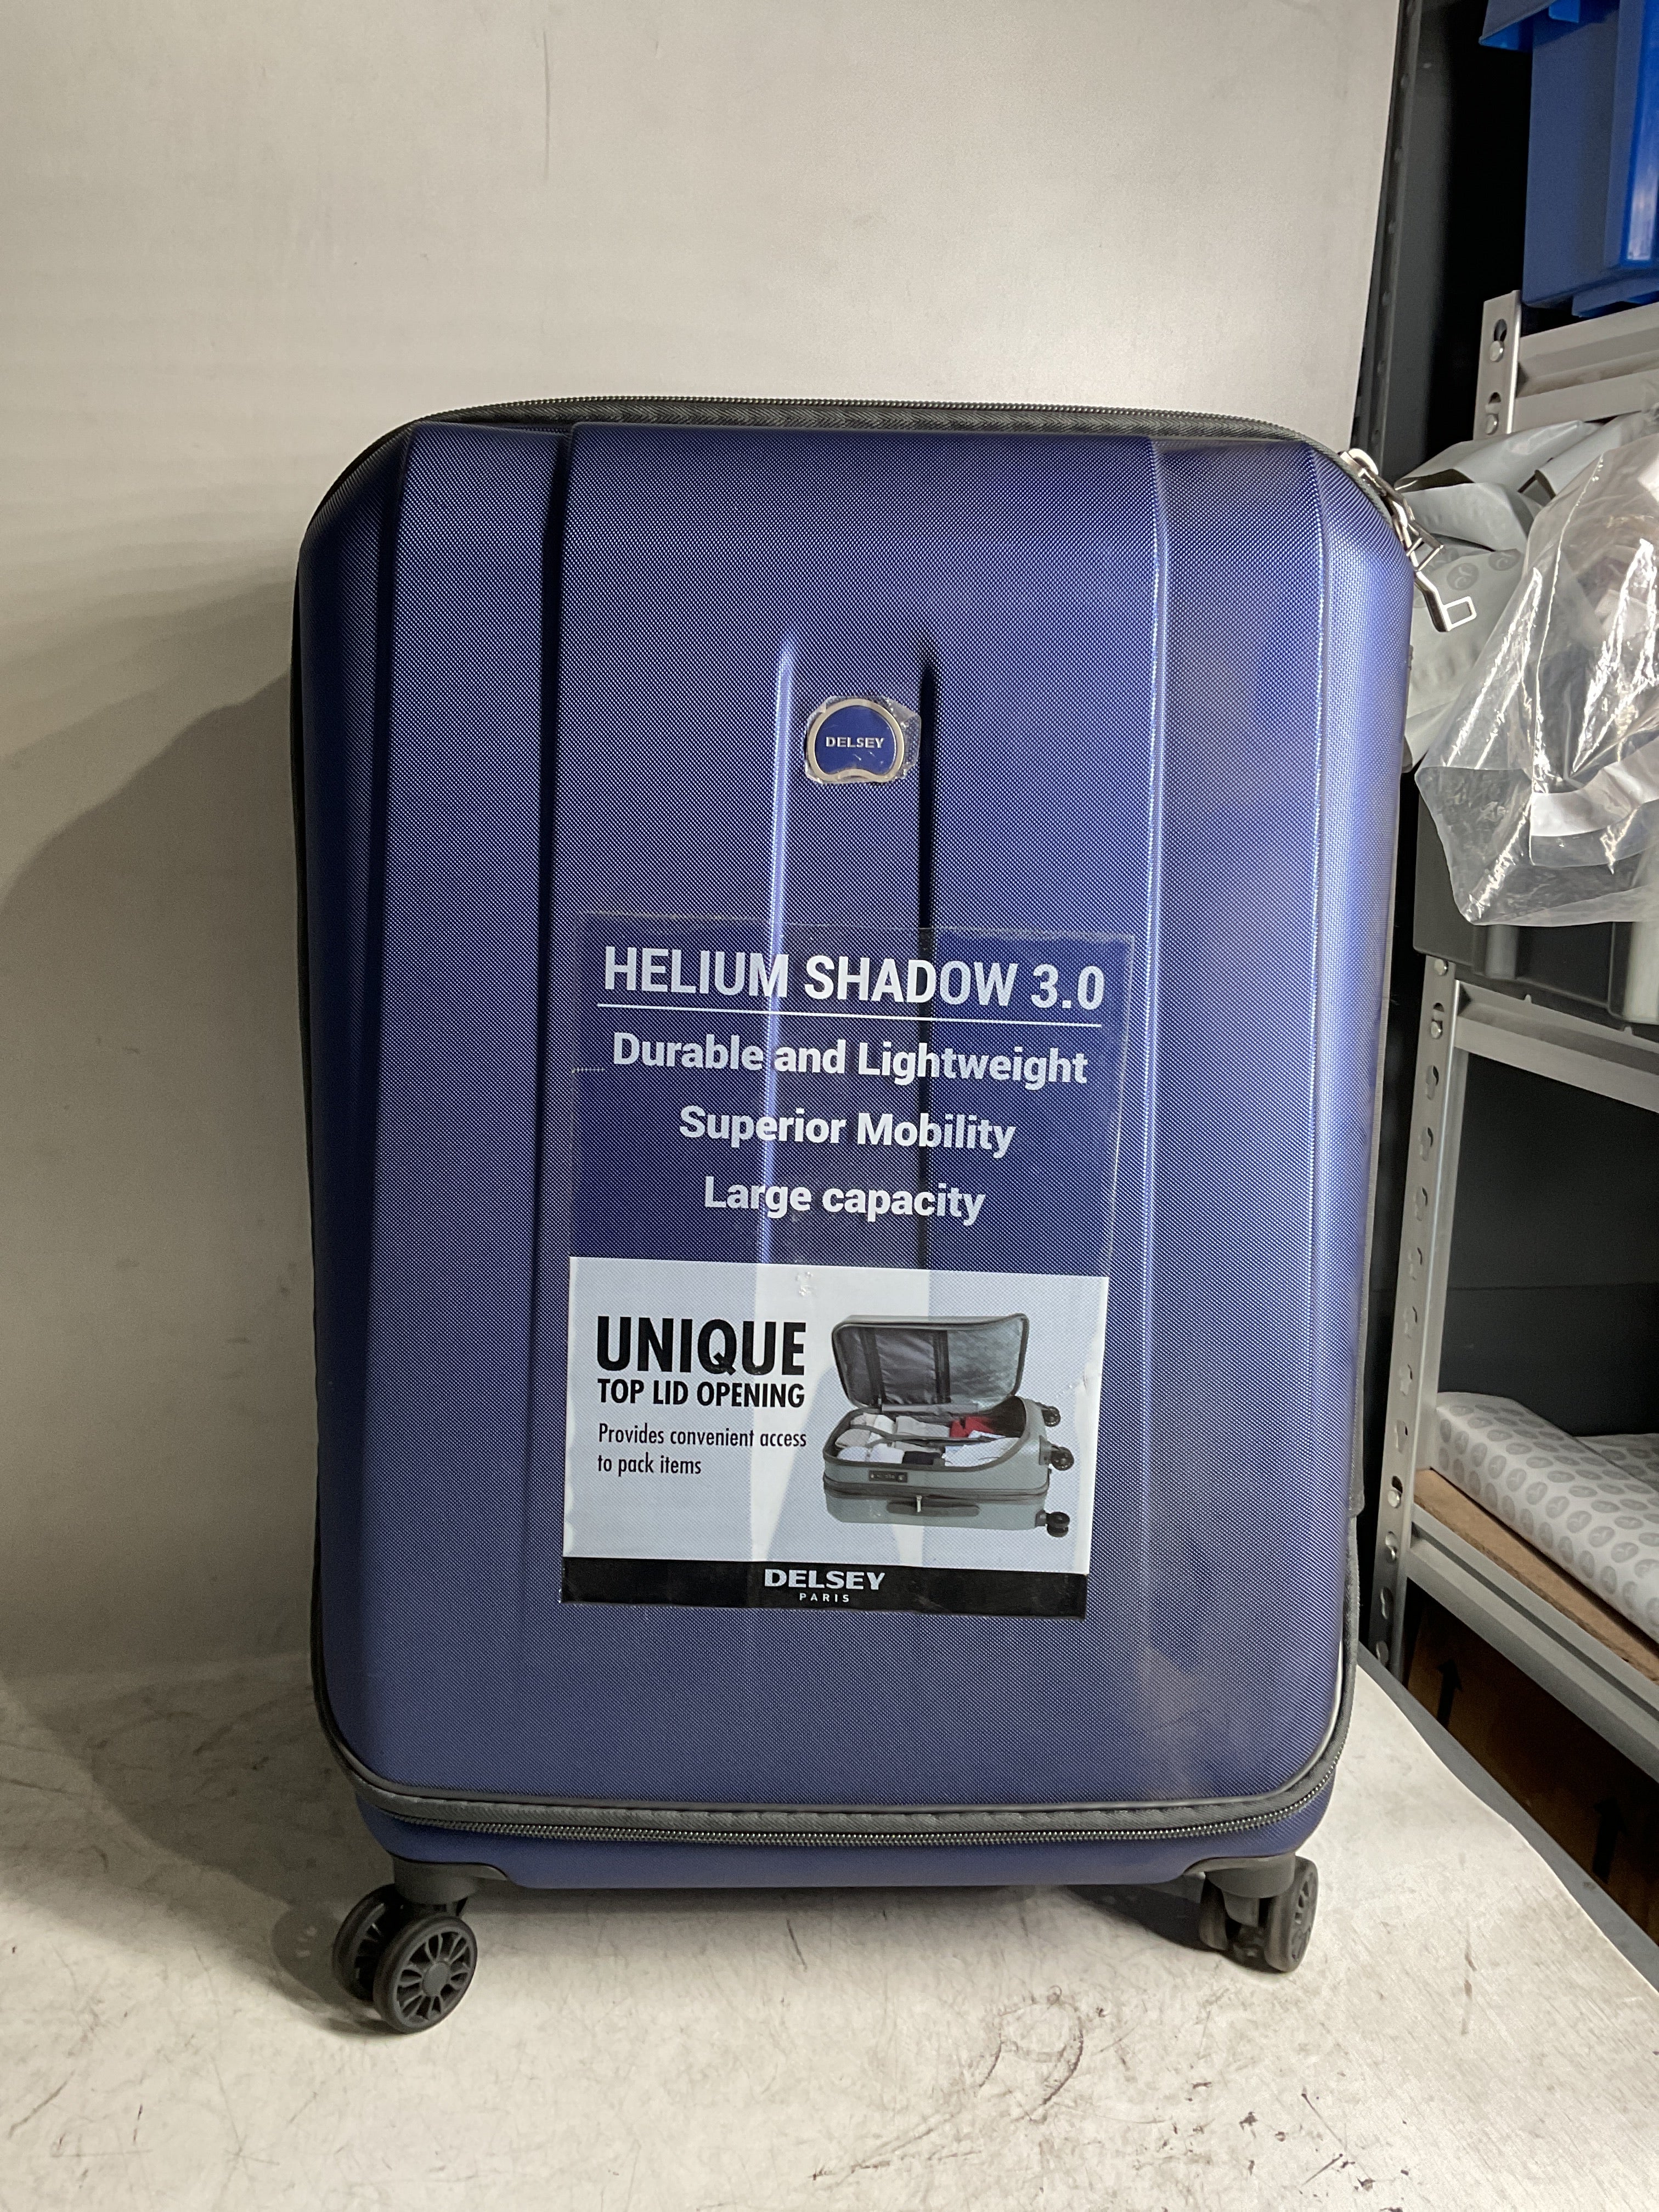 DELSEY
HELIUM SHADOW 3.0
Durable and Lightweight
Superior Mobility
Large capacity
UNIQUE
TOP LID OPENING
Provides convenient access
to pack items
DELSEY
PARIS